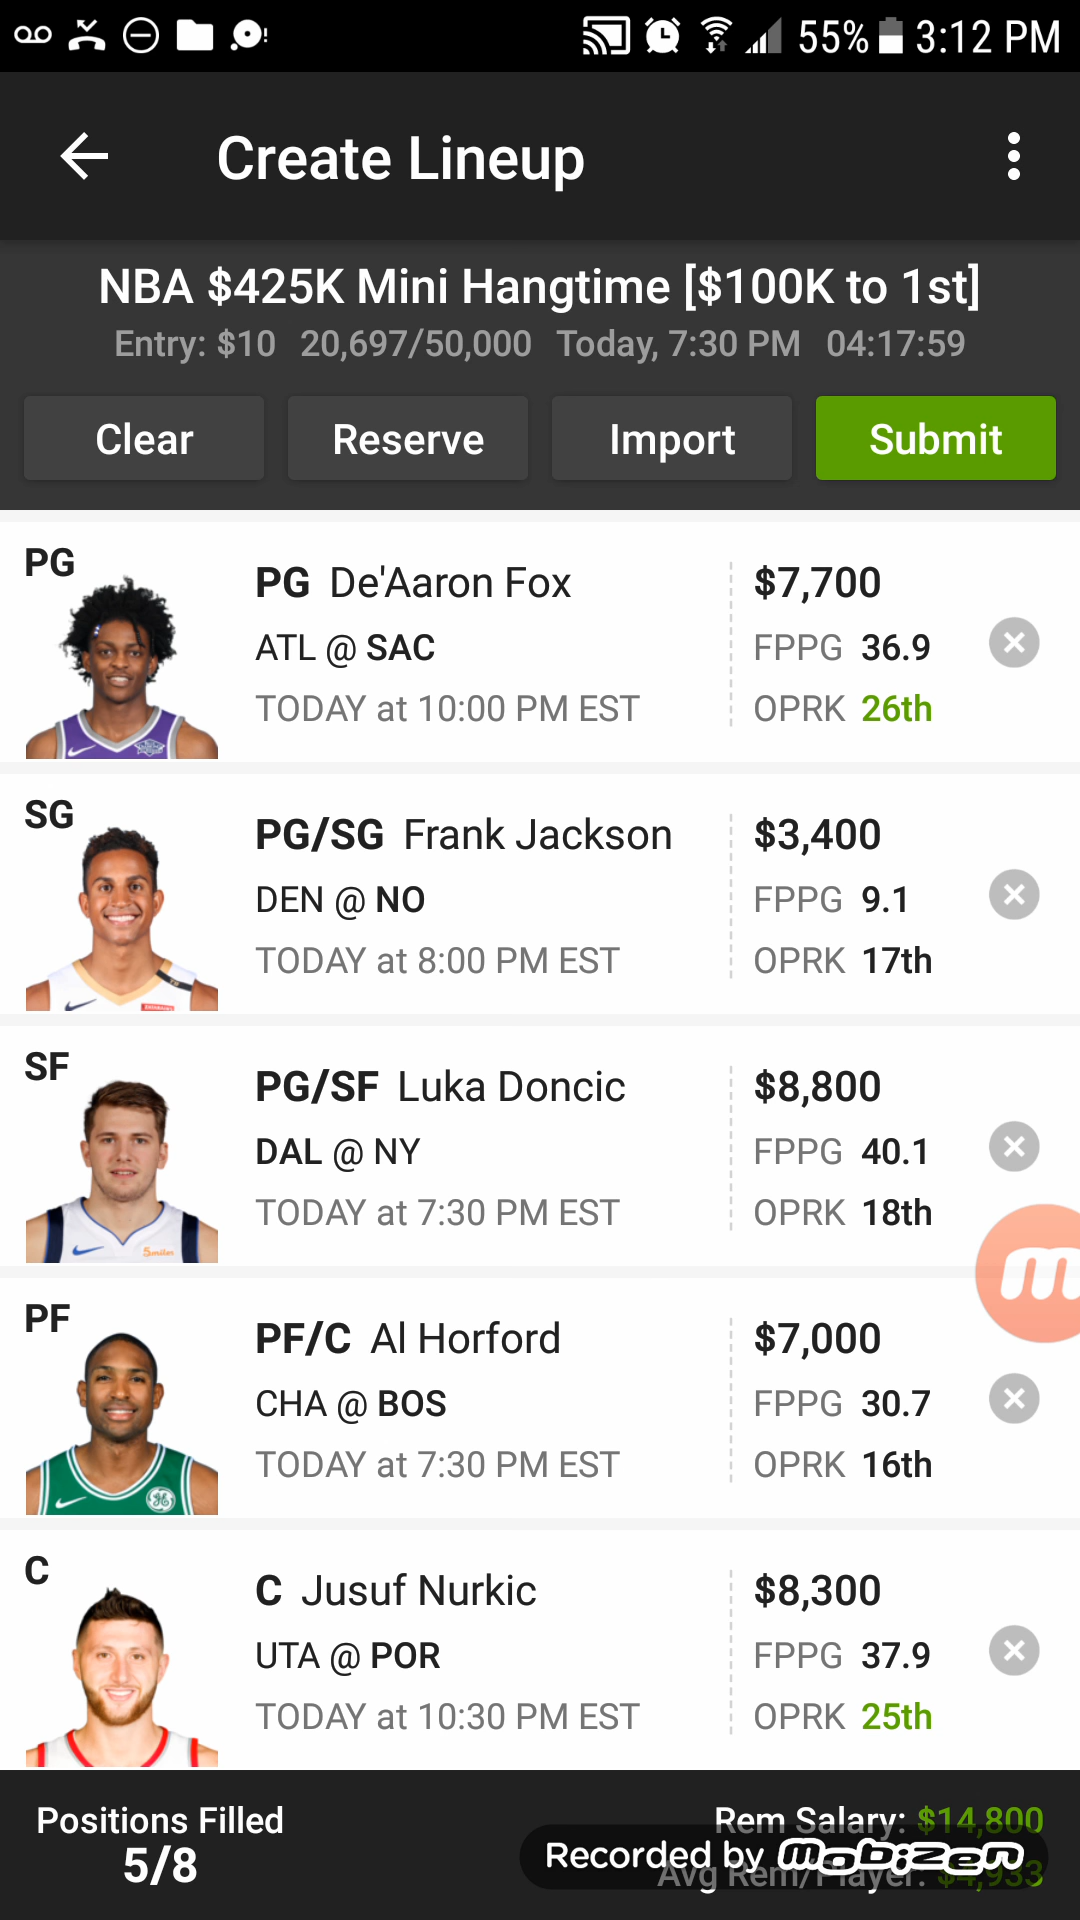 55% 3:12 PM
Create Lineup
NBA $425K Mini Hangtime [$100K to 1st]
Entry: $10 20,697/50,000 Today, 7:30 PM 04:17:59
Clear Reserve Import Submit
PG
PG De'Aaron Fox $7,700
ATL @ SAC FPPG 36.9
TODAY at 10:00 PM EST OPRK 26th
SG
PG/SG Frank Jackson $3,400
DEN @ NO FPPG 9.1
TODAY at 8:00 PM EST OPRK 17th
SF
PG/SF Luka Doncic $8,800
DAL @ NY FPPG 40.1
TODAY at 7:30 PM EST OPRK 18th
5miles
m
PF
PF/C Al Horford $7,000
CHA @ BOS FPPG 30.7
TODAY at 7:30 PM EST OPRK 16th
C
C Jusuf Nurkic $8,300
UTA @ POR FPPG 37.9
TODAY at 10:30 PM EST OPRK 25th
Positions Filled Rem Salary: $14,800
5/8 Avg Rem/Player: $4,933
Recorded by mobizen